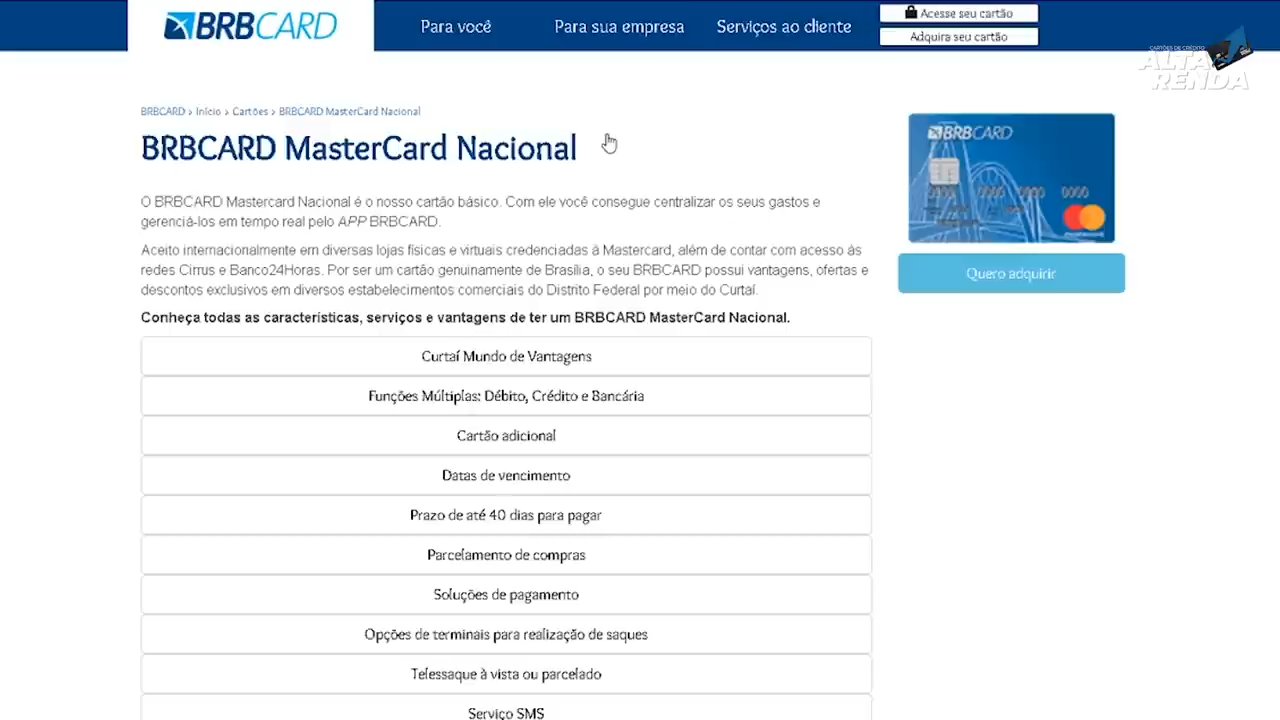 BRBCARD
Para você
Para sua empresa
Serviços ao cliente
Acesse seu cartão
Adquira seu cartão
CARTÕES DE CRÉDITO
ALTA
RENDA
BRBCARD › Início › Cartões › BRBCARD MasterCard Nacional
BRBCARD MasterCard Nacional
O BRBCARD Mastercard Nacional é o nosso cartão básico. Com ele você consegue centralizar os seus gastos e
gerenciá-los em tempo real pelo APP BRBCARD.
Aceito internacionalmente em diversas lojas físicas e virtuais credenciadas à Mastercard, além de contar com acesso às
redes Cirrus e Banco24Horas. Por ser um cartão genuinamente de Brasília, o seu BRBCARD possui vantagens, ofertas e
descontos exclusivos em diversos estabelecimentos comerciais do Distrito Federal por meio do Curtaí.
Conheça todas as características, serviços e vantagens de ter um BRBCARD MasterCard Nacional.
Curtaí Mundo de Vantagens
Funções Múltiplas: Débito, Crédito e Bancária
Cartão adicional
Datas de vencimento
Prazo de até 40 dias para pagar
Parcelamento de compras
Soluções de pagamento
Opções de terminais para realização de saques
Telessaque à vista ou parcelado
Serviço SMS
BRBCARD
0000 0000 0000
Quero adquirir